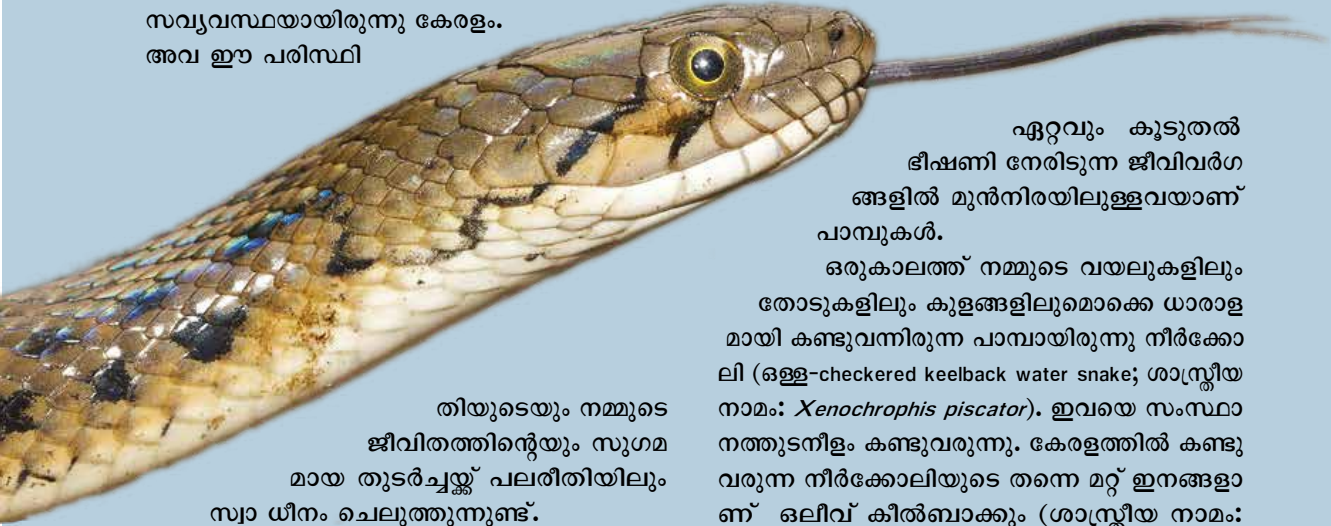 സവ്യവസ്ഥയായിരുന്നു കേരളം.
അവ ഈ പരിസ്ഥി
തിയുടെയും നമ്മുടെ
ജീവിതത്തിന്റെയും സുഗമ
മായ തുടർച്ചയ്ക്ക് പലരീതിയിലും
സ്വാ ധീനം ചെലുത്തുന്നുണ്ട്.
ഏറ്റവും കൂടുതൽ
ഭീഷണി നേരിടുന്ന ജീവിവർഗ
ങ്ങളിൽ മുൻനിരയിലുള്ളവയാണ്
പാമ്പുകൾ.
ഒരുകാലത്ത് നമ്മുടെ വയലുകളിലും
തോടുകളിലും കുളങ്ങളിലുമൊക്കെ ധാരാള
മായി കണ്ടുവന്നിരുന്ന പാമ്പായിരുന്നു നീർക്കോ
ലി (ഒള്ള-checkered keelback water snake; ശാസ്ത്രീയ
നാമം: Xenochrophis piscator). ഇവയെ സംസ്ഥാ
നത്തുടനീളം കണ്ടുവരുന്നു. കേരളത്തിൽ കണ്ടു
വരുന്ന നീർക്കോലിയുടെ തന്നെ മറ്റ് ഇനങ്ങളാ
ണ് ഒലീവ് കീൽബാക്കും (ശാസ്ത്രീയ നാമം: